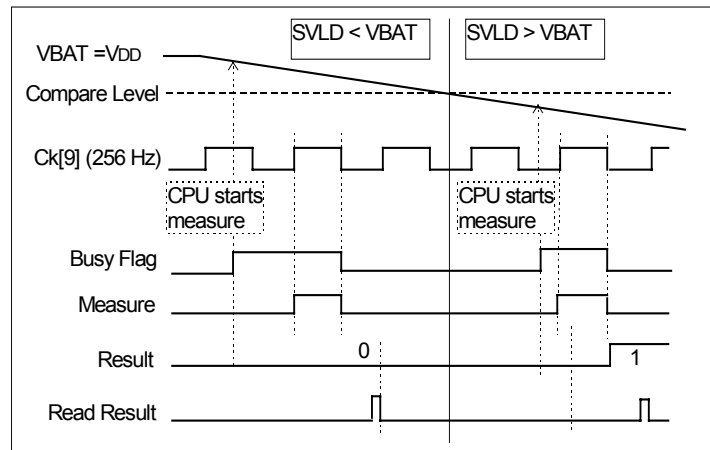 SVLD < VBAT
SVLD > VBAT
VBAT =VDD
Compare Level
Ck[9] (256 Hz)
CPU starts
measure
CPU starts
measure
Busy Flag
Measure
Result
0
1
Read Result